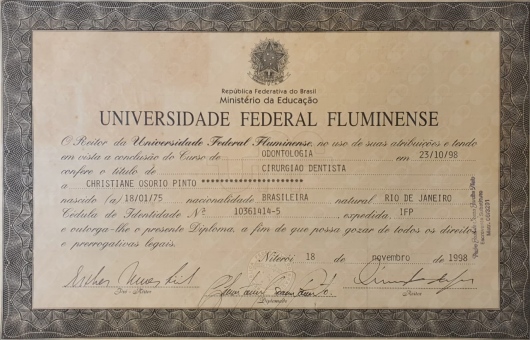 República Federativa do Brasil
Ministério da Educação
UNIVERSIDADE FEDERAL FLUMINENSE
O Reitor da Universidade Federal Fluminense, no uso de suas atribuições e tendo
em vista a conclusão do Curso de ODONTOLOGIA em 23/10/98
confere o título de CIRURGIAO DENTISTA
a CHRISTIANE OSORIO PINTO **********************
nascido (a) 18/01/75 nacionalidade BRASILEIRA natural RIO DE JANEIRO
Cédula de Identidade Nº 10361414-5 expedida, IFP
e outorga-lhe o presente Diploma, a fim de que possa gozar de todos os direitos
e prerrogativas legais.
Niterói 18 de novembro de 1998
Diplomado
Reitor